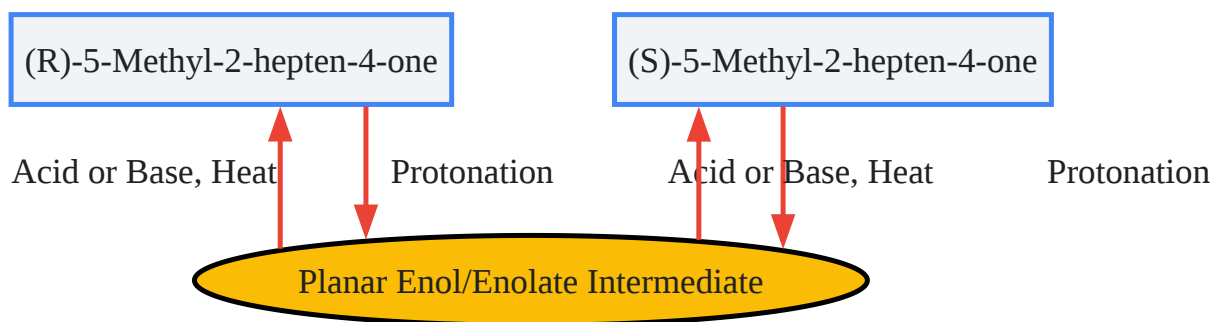 (R)-5-Methyl-2-hepten-4-one
(S)-5-Methyl-2-hepten-4-one
Acid or Base, Heat
Protonation
Acid or Base, Heat
Protonation
Planar Enol/Enolate Intermediate